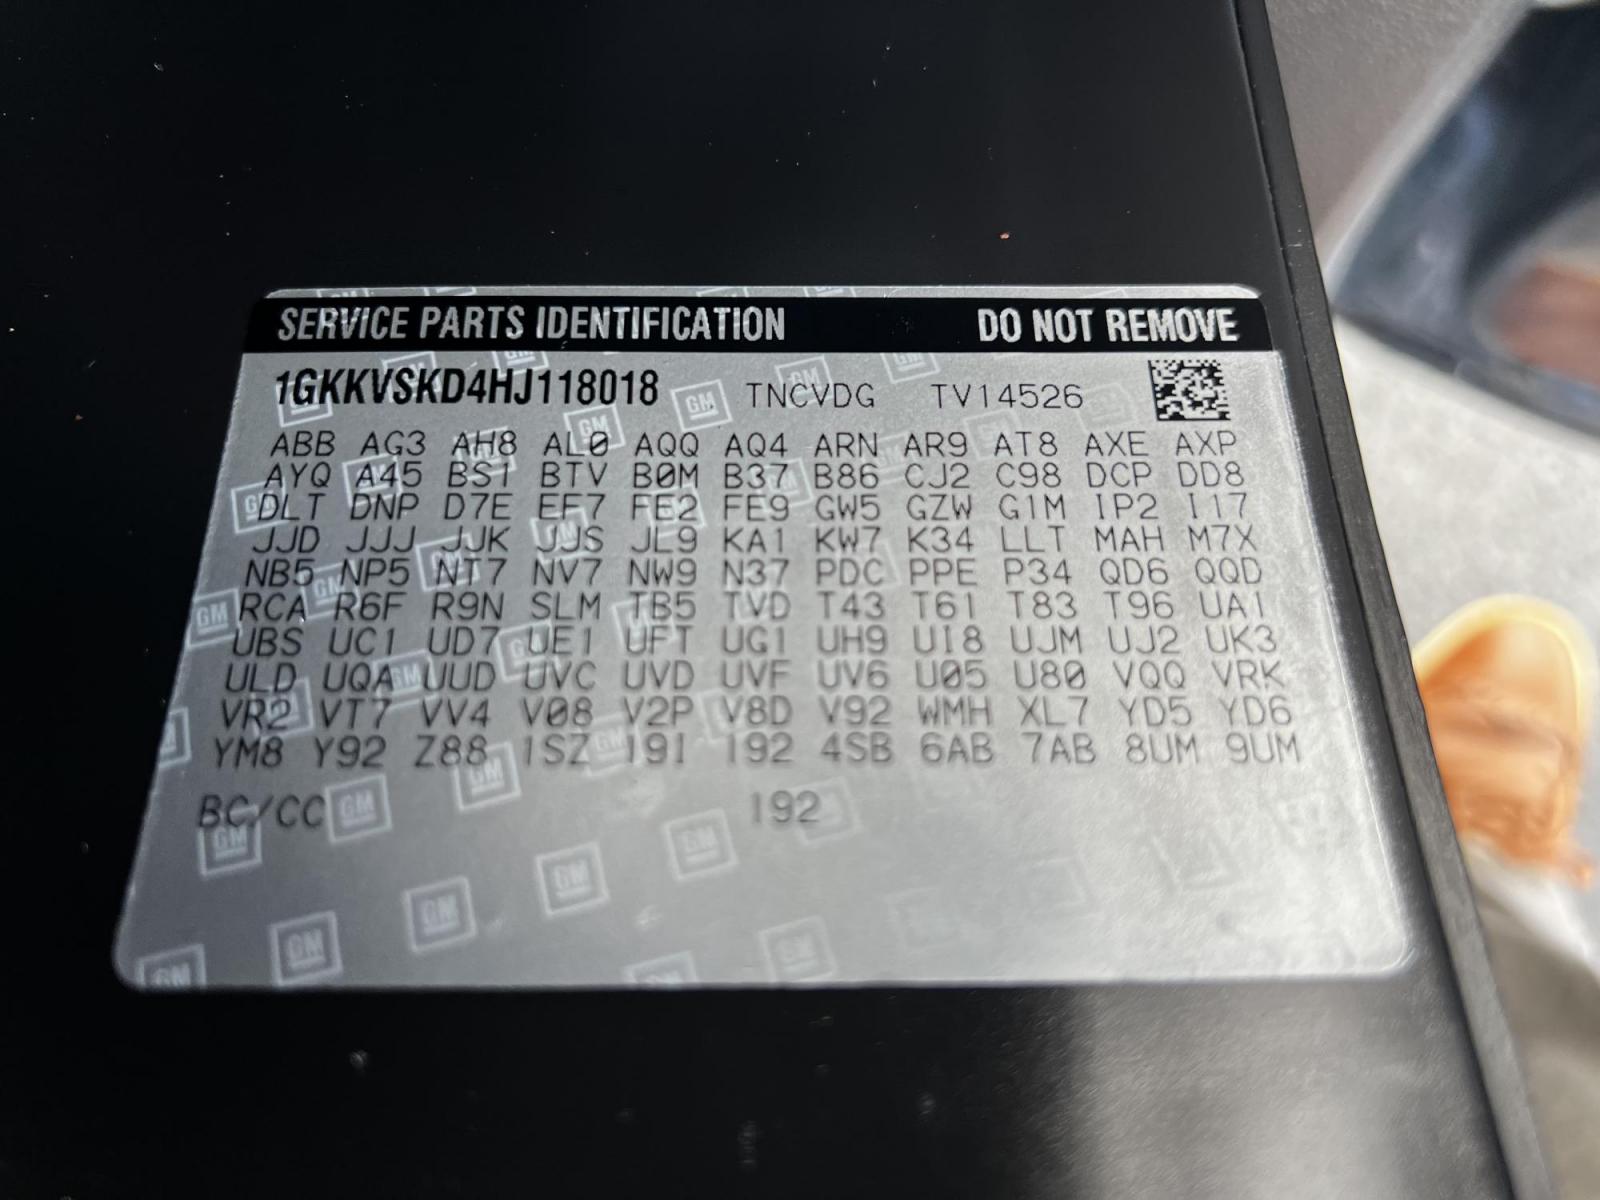 SERVICE PARTS IDENTIFICATION DO NOT REMOVE
1GKKVSKD4HJ118018 TNCVDG TV14526
ABB AG3 AH8 AL0 AQQ AQ4 ARN AR9 AT8 AXE AXP
AYQ A45 BS1 BTV B0M B37 B86 CJ2 C98 DCP DD8
DLT DNP D7E EF7 FE2 FE9 GW5 GZW G1M IP2 I17
JJD JJJ JJK JJS JL9 KA1 KW7 K34 LLT MAH M7X
NB5 NP5 NT7 NV7 NW9 N37 PDC PPE P34 QD6 QQD
RCA R6F R9N SLM TB5 TVD T43 T61 T83 T96 UA1
UBS UC1 UD7 UE1 UFT UG1 UH9 UI8 UJM UJ2 UK3
ULD UQA UUD UVC UVD UVF UV6 U05 U80 VQQ VRK
VR2 VT7 VV4 V08 V2P V8D V92 WMH XL7 YD5 YD6
YM8 Y92 Z88 1SZ 19I 192 4SB 6AB 7AB 8UM 9UM
BC/CC 192